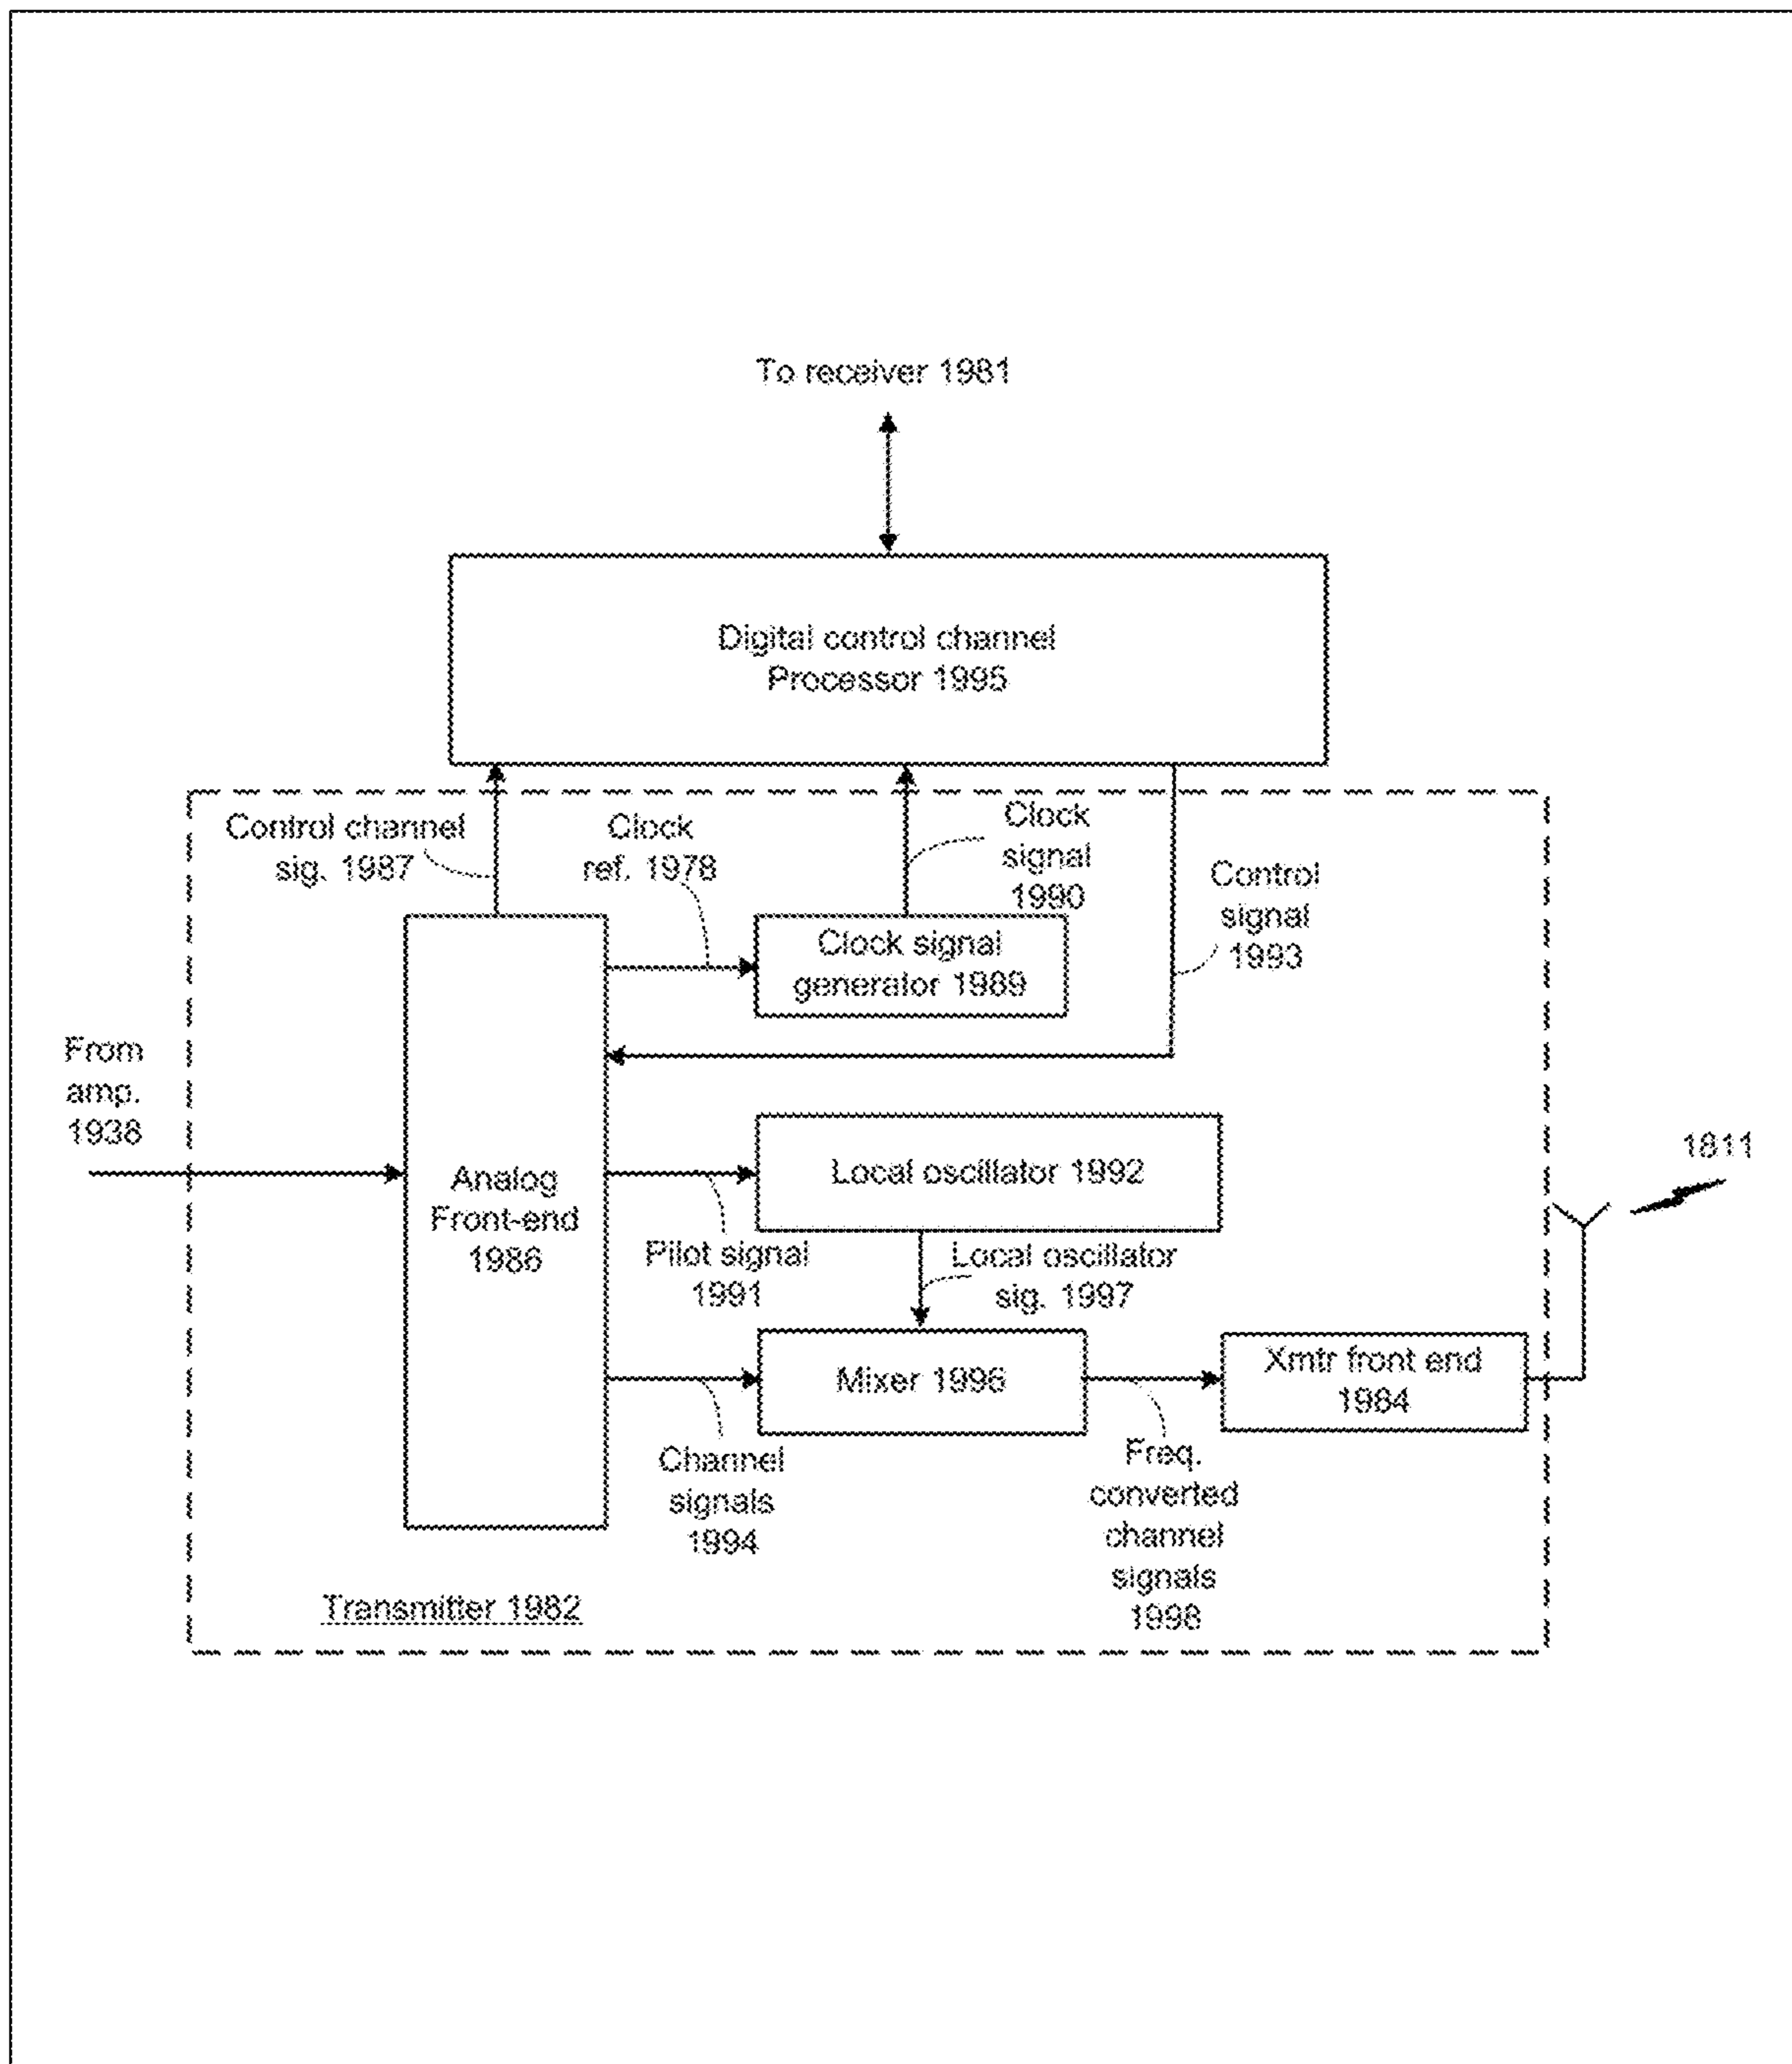 To receiver 1981
Digital control channel
Processor 1995
Control channel
sig. 1987
Clock
ref. 1978
Clock
signal
1990
Control
signal
1993
Clock signal
generator 1989
From
amp.
1938
Analog
Front-end
1986
Local oscillator 1992
1811
Pilot signal
1991
Local oscillator
sig. 1997
Mixer 1996
Xmtr front end
1984
Channel
signals
1994
Freq.
converted
channel
signals
1998
Transmitter 1982